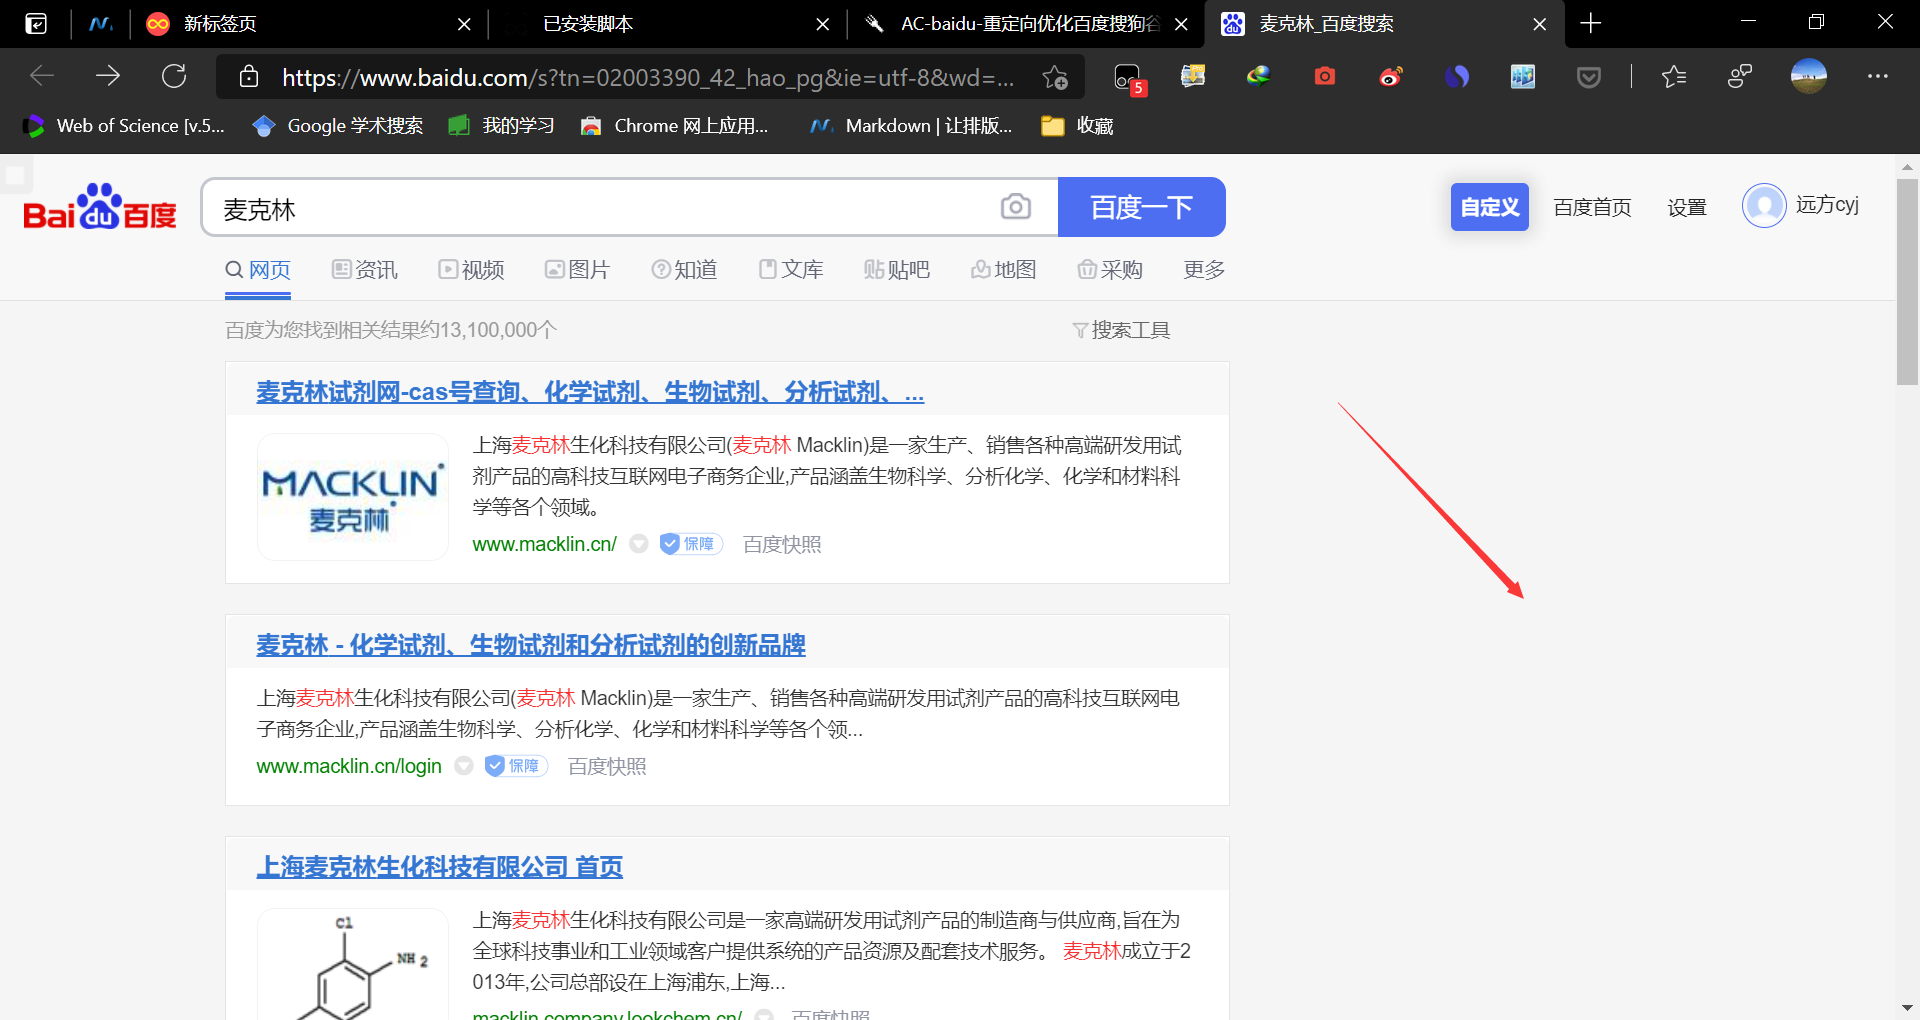 新标签页
已安装脚本
AC-baidu-重定向优化百度搜狗谷
麦克林_百度搜索
https://www.baidu.com/s?tn=02003390_42_hao_pg&ie=utf-8&wd=...
5
Web of Science [v.5...
Google 学术搜索
我的学习
Chrome 网上应用...
Markdown | 让排版...
收藏
Bai du 百度
麦克林
百度一下
自定义
百度首页
设置
远方cyj
网页
资讯
视频
图片
知道
文库
贴吧
地图
采购
更多
百度为您找到相关结果约13,100,000个
搜索工具
麦克林试剂网-cas号查询、化学试剂、生物试剂、分析试剂、...
MACKLIN
麦克林
上海麦克林生化科技有限公司(麦克林 Macklin)是一家生产、销售各种高端研发用试
剂产品的高科技互联网电子商务企业,产品涵盖生物科学、分析化学、化学和材料科
学等各个领域。
www.macklin.cn/
保障
百度快照
麦克林 - 化学试剂、生物试剂和分析试剂的创新品牌
上海麦克林生化科技有限公司(麦克林 Macklin)是一家生产、销售各种高端研发用试剂产品的高科技互联网电
子商务企业,产品涵盖生物科学、分析化学、化学和材料科学等各个领...
www.macklin.cn/login
保障
百度快照
上海麦克林生化科技有限公司 首页
Cl
NH 2
上海麦克林生化科技有限公司是一家高端研发用试剂产品的制造商与供应商,旨在为
全球科技事业和工业领域客户提供系统的产品资源及配套技术服务。 麦克林成立于2
013年,公司总部设在上海浦东,上海...
macklin.company.lookchem.cn/
百度快照